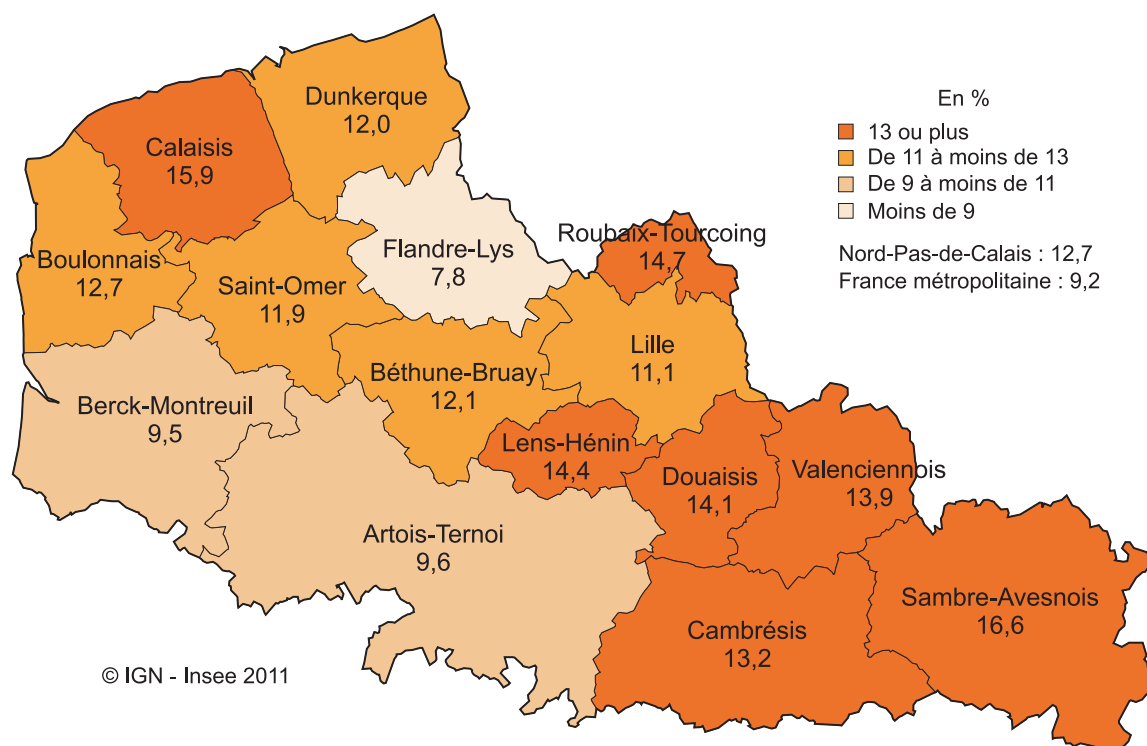 Dunkerque
12,0
Calaisis
15,9
En %
13 ou plus
De 11 à moins de 13
De 9 à moins de 11
Moins de 9
Nord-Pas-de-Calais : 12,7
France métropolitaine : 9,2
Roubaix-Tourcoing
14,7
Flandre-Lys
7,8
Boulonnais
12,7
Saint-Omer
11,9
Lille
11,1
Béthune-Bruay
12,1
Berck-Montreuil
9,5
Lens-Hénin
14,4
Douaisis
14,1
Valenciennois
13,9
Artois-Ternoi
9,6
Sambre-Avesnois
16,6
Cambrésis
13,2
© IGN - Insee 2011